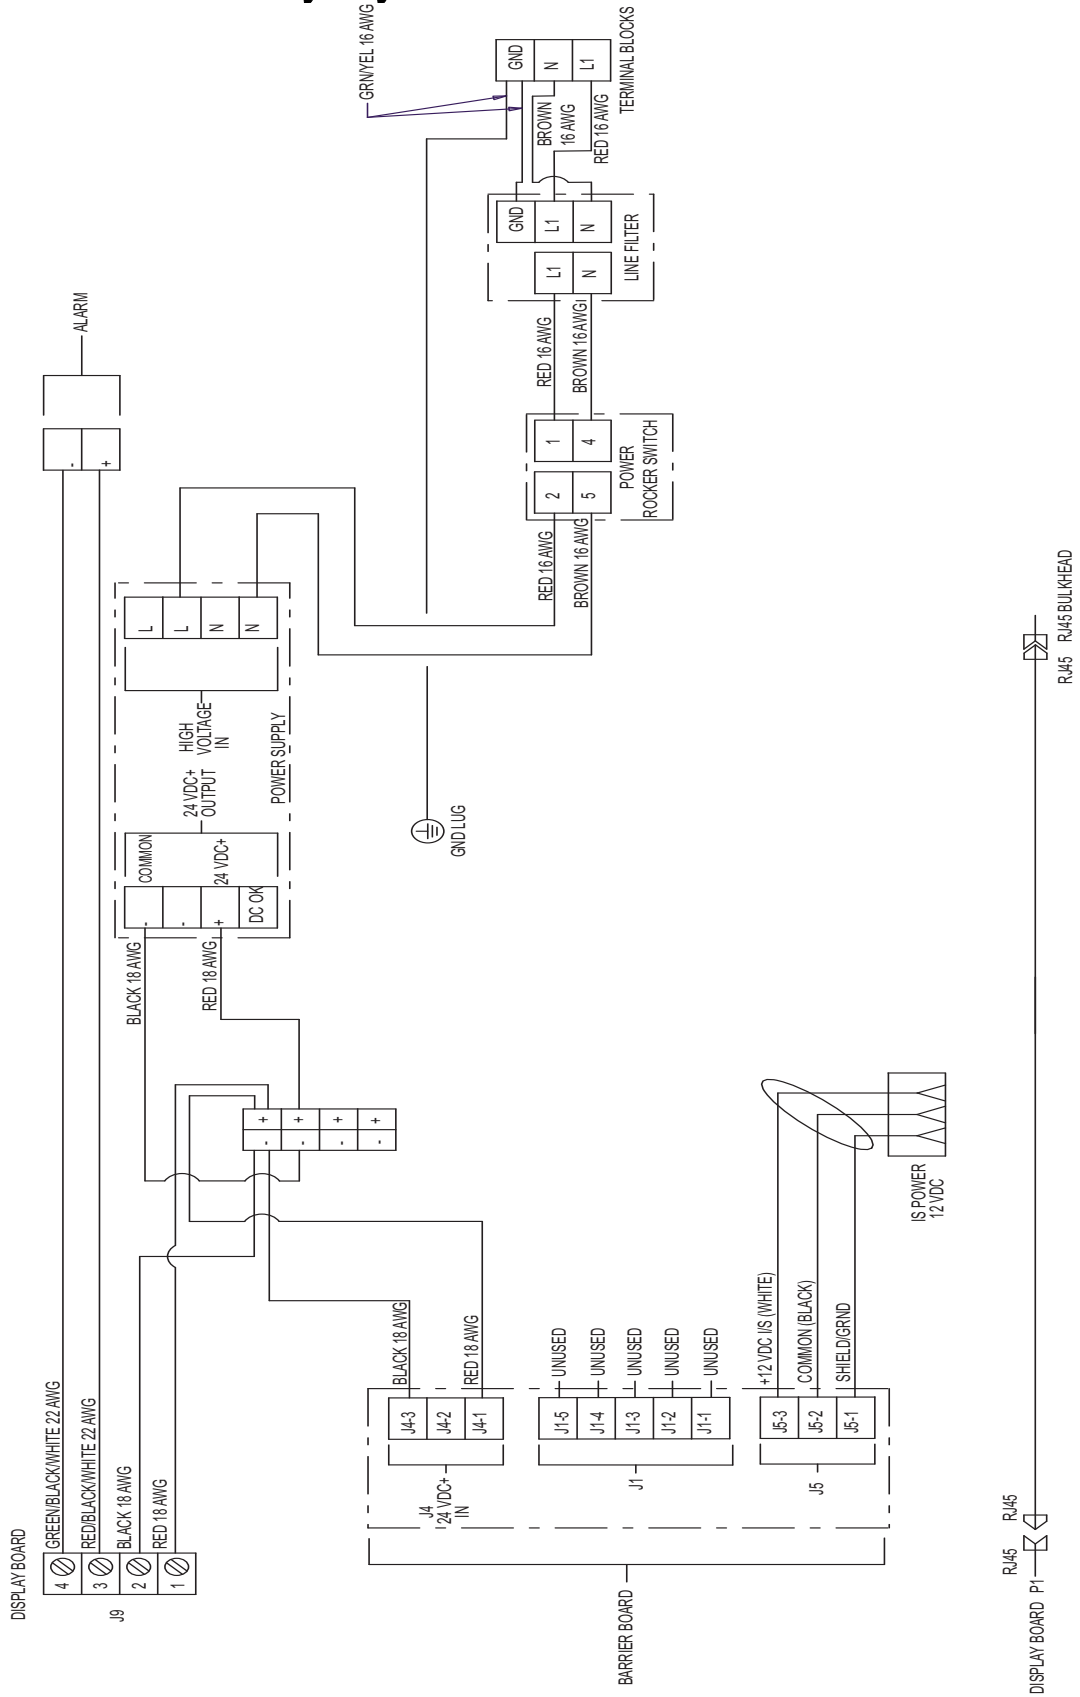 DISPLAY BOARD
J9
4
3
2
1
GREEN/BLACK/WHITE 22 AWG
RED/BLACK/WHITE 22 AWG
BLACK 18 AWG
RED 18 AWG
-
+
ALARM
BLACK 18 AWG
RED 18 AWG
-
-
+
DC OK
COMMON
24 VDC+
24 VDC+
OUTPUT
HIGH
VOLTAGE
IN
POWER SUPPLY
L
L
N
N
- +
- +
- +
- +
BARRIER BOARD
J4
24 VDC+
IN
J4-3
J4-2
J4-1
BLACK 18 AWG
RED 18 AWG
J1
J1-5
J1-4
J1-3
J1-2
J1-1
UNUSED
UNUSED
UNUSED
UNUSED
UNUSED
J5
J5-3
J5-2
J5-1
+12 VDC I/S (WHITE)
COMMON (BLACK)
SHIELD/GRND
IS POWER
12 VDC
GND LUG
RED 16 AWG
BROWN 16 AWG
2
5
1
4
POWER
ROCKER SWITCH
RED 16 AWG
BROWN 16 AWG
L1
N
GND
L1
N
LINE FILTER
GRN/YEL 16 AWG
BROWN
16 AWG
RED 16 AWG
GND
N
L1
TERMINAL BLOCKS
DISPLAY BOARD P1
RJ45
RJ45
RJ45
RJ45 BULKHEAD